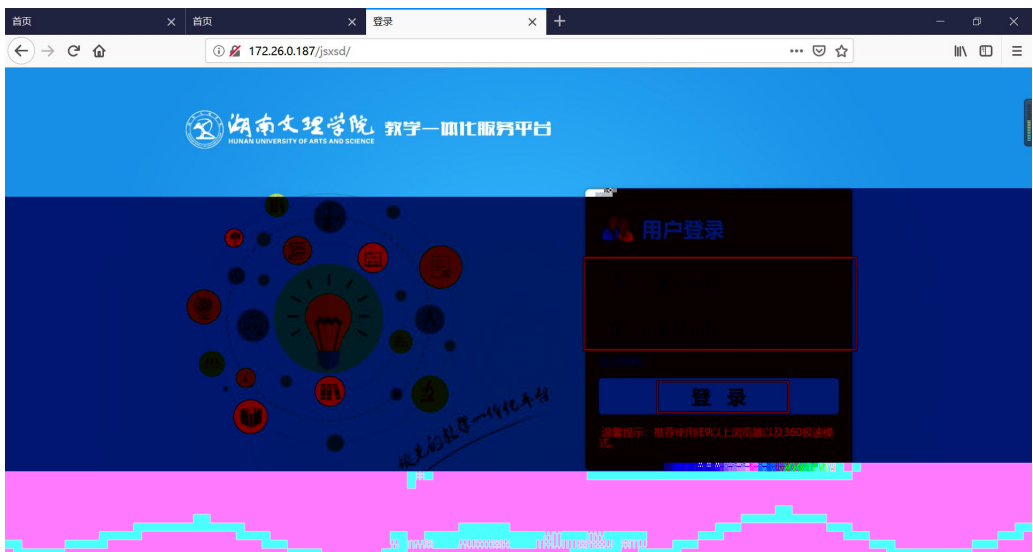 首页 首页 登录
172.26.0.187/jsxsd/
湖南文理学院 教学一体化服务平台
HUNAN UNIVERSITY OF ARTS AND SCIENCE
用户登录
登 录
温馨提示：推荐使用IE9以上浏览器以及360极速模
式。